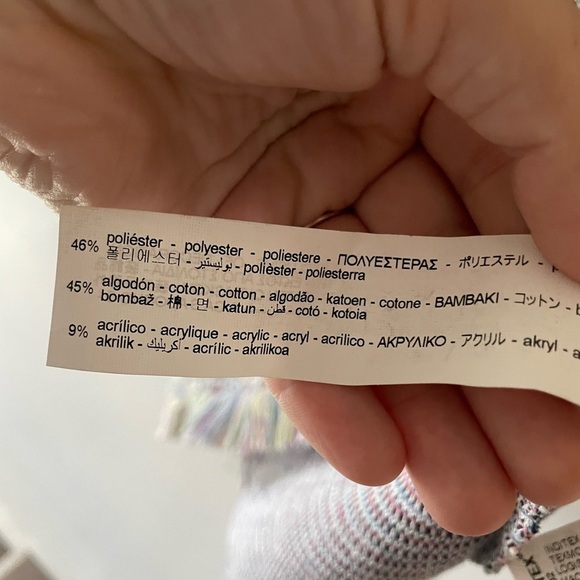 46% poliéster - polyester - poliestere - ΠΟΛΥΕΣΤΕΡΑΣ - ポリエステル -
폴리에스터 - بوليستير - polièster - poliesterra
45% algodón - coton - cotton - algodão - katoen - cotone - BAMBAKI - コットン -
bombaž - 棉 - 면 - katun - قطن - cotó - kotoia
9% acrílico - acrylique - acrylic - acryl - acrilico - ΑΚΡΥΛΙΚΟ - アクリル - akryl -
akrilik - أكريليك - acrílic - akrilikoa